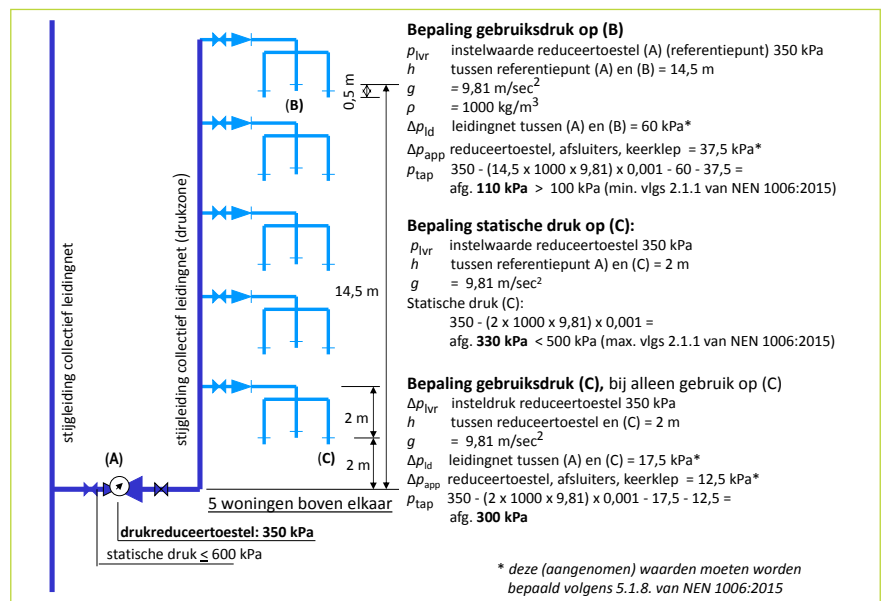 Bepaling gebruiksdruk op (B)
p_lvr instelwaarde reduceertoestel (A) (referentiepunt) 350 kPa
h tussen referentiepunt (A) en (B) = 14,5 m
g = 9,81 m/sec²
ρ = 1000 kg/m³
Δp_ld leidingnet tussen (A) en (B) = 60 kPa*
Δp_app reduceertoestel, afsluiters, keerklep = 37,5 kPa*
p_tap 350 - (14,5 x 1000 x 9,81) x 0,001 - 60 - 37,5 =
afg. 110 kPa > 100 kPa (min. vlgs 2.1.1 van NEN 1006:2015)
Bepaling statische druk op (C):
p_lvr instelwaarde reduceertoestel 350 kPa
h tussen referentiepunt A) en (C) = 2 m
g = 9,81 m/sec²
Statische druk (C):
350 - (2 x 1000 x 9,81) x 0,001 =
afg. 330 kPa < 500 kPa (max. vlgs 2.1.1 van NEN 1006:2015)
Bepaling gebruiksdruk (C), bij alleen gebruik op (C)
Δp_lvr insteldruk reduceertoestel 350 kPa
h tussen reduceertoestel en (C) = 2 m
g = 9,81 m/sec²
Δp_ld leidingnet tussen (A) en (C) = 17,5 kPa*
Δp_app reduceertoestel, afsluiters, keerklep = 12,5 kPa*
p_tap 350 - (2 x 1000 x 9,81) x 0,001 - 17,5 - 12,5 =
afg. 300 kPa
* deze (aangenomen) waarden moeten worden
bepaald volgens 5.1.8. van NEN 1006:2015
stijgleiding collectief leidingnet
stijgleiding collectief leidingnet (drukzone)
(B)
0,5 m
14,5 m
2 m
2 m
(C)
(A)
5 woningen boven elkaar
drukreduceertoestel: 350 kPa
statische druk ≤ 600 kPa